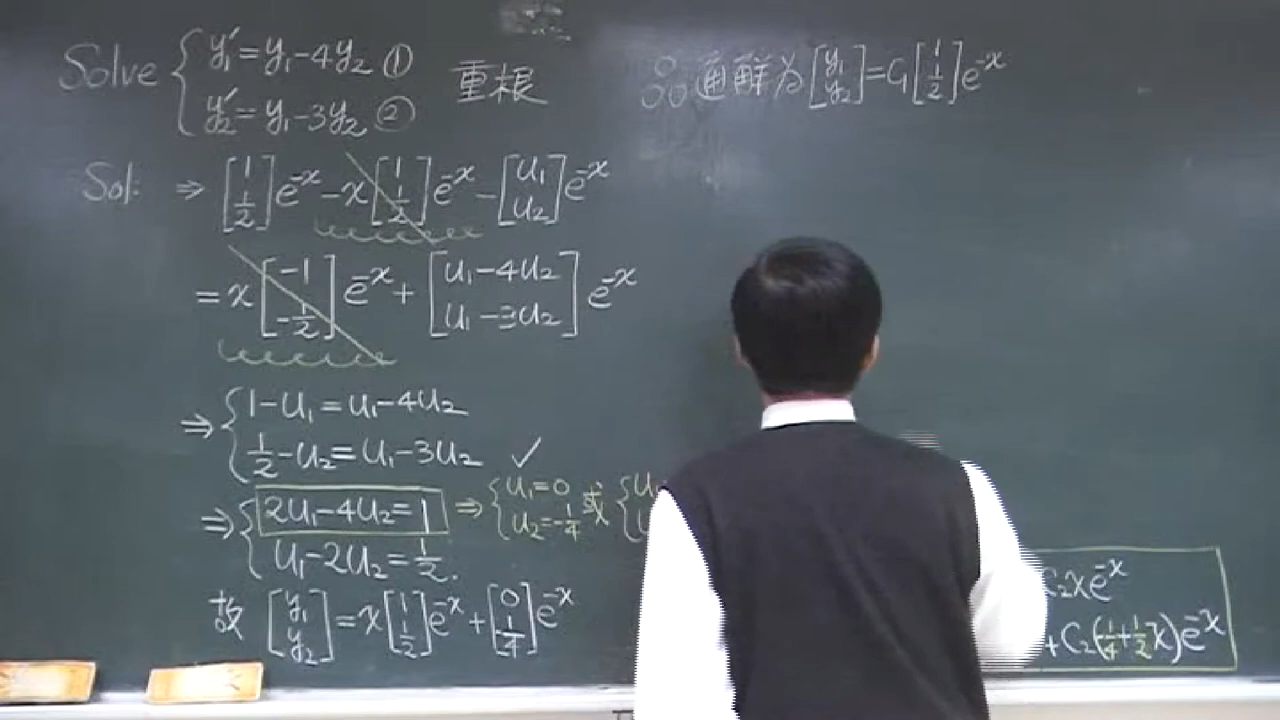 Solve { y₁′ = y₁ - 4y₂ ①
y₂′ = y₁ - 3y₂ ②
重根
Sol: ⇒ [1; 1/2]e^-x - x[1; 1/2]e^-x - [u₁; u₂]e^-x
= x[-1; -1/2]e^-x + [u₁ - 4u₂; u₁ - 3u₂]e^-x
⇒ { 1 - u₁ = u₁ - 4u₂
1/2 - u₂ = u₁ - 3u₂ ✓
⇒ { 2u₁ - 4u₂ = 1
u₁ - 2u₂ = 1/2.
⇒ { u₁ = 0
u₂ = -1/4
或 {
故 [y₁; y₂] = x[1; 1/2]e^-x + [0; -1/4]e^-x
∴ 通解为 [y₁; y₂] = C₁[1; 1/2]e^-x
C₂xe^-x
+C₂(1/4 + 1/2 x)e^-x